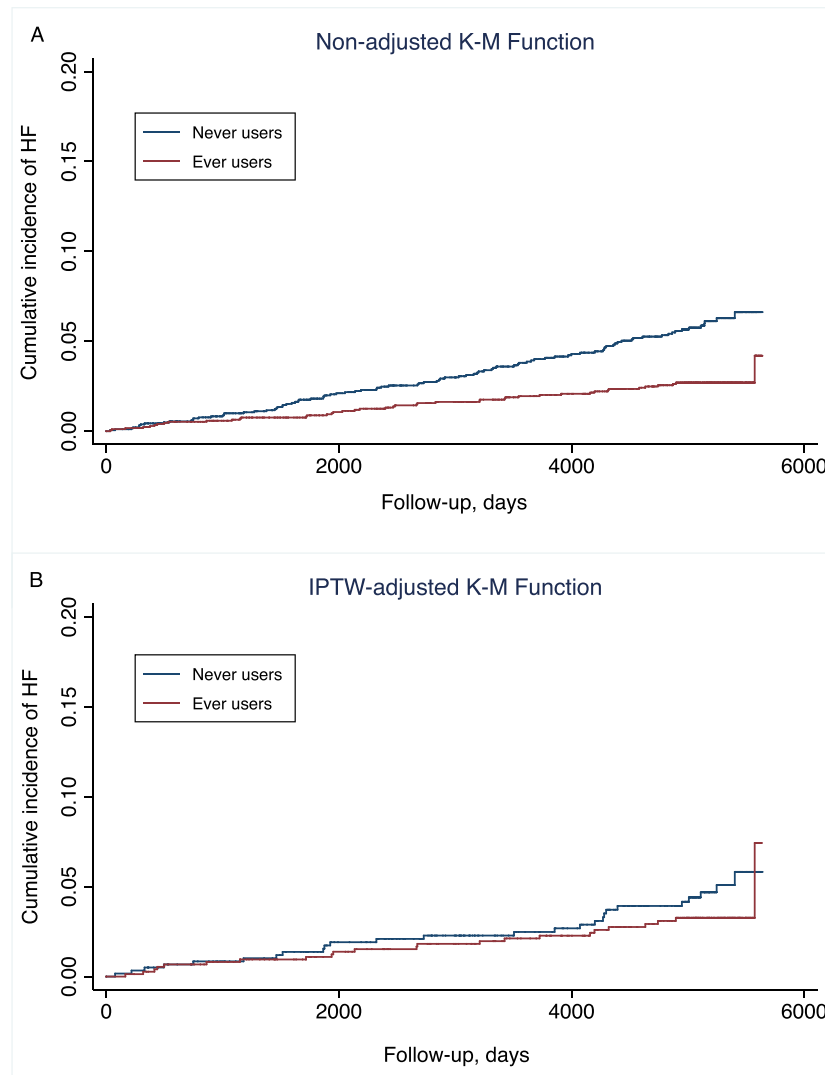 A
Non-adjusted K-M Function
Cumulative incidence of HF
0.20
0.15
0.10
0.05
0.00
Never users
Ever users
0
2000
4000
6000
Follow-up, days
B
IPTW-adjusted K-M Function
Cumulative incidence of HF
0.20
0.15
0.10
0.05
0.00
Never users
Ever users
0
2000
4000
6000
Follow-up, days